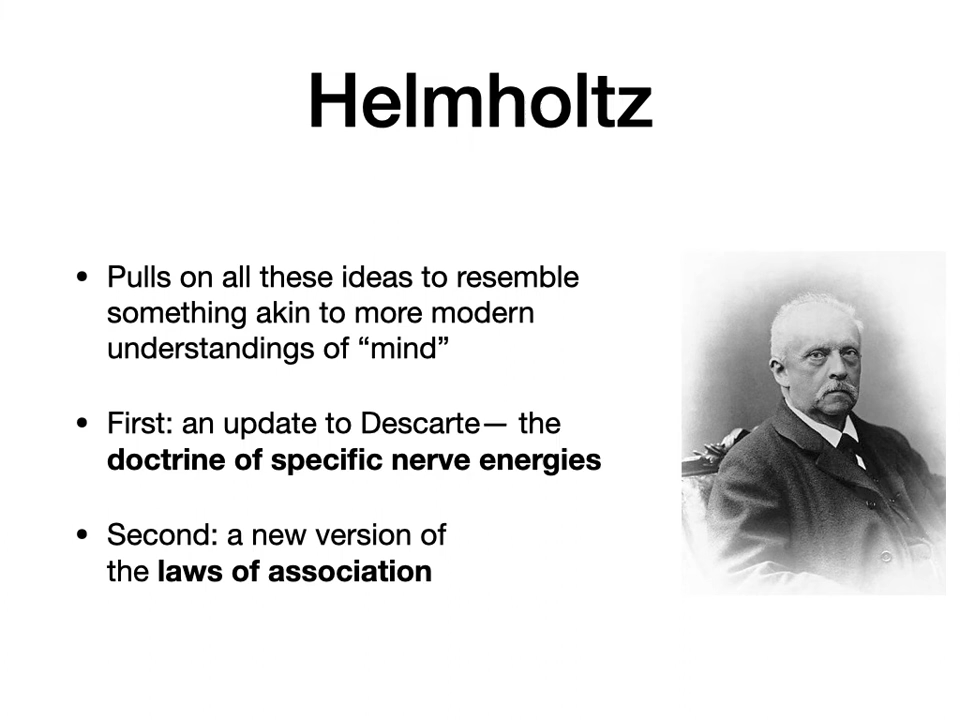 Helmholtz
• Pulls on all these ideas to resemble
something akin to more modern
understandings of “mind”
• First: an update to Descarte— the
doctrine of specific nerve energies
• Second: a new version of
the laws of association